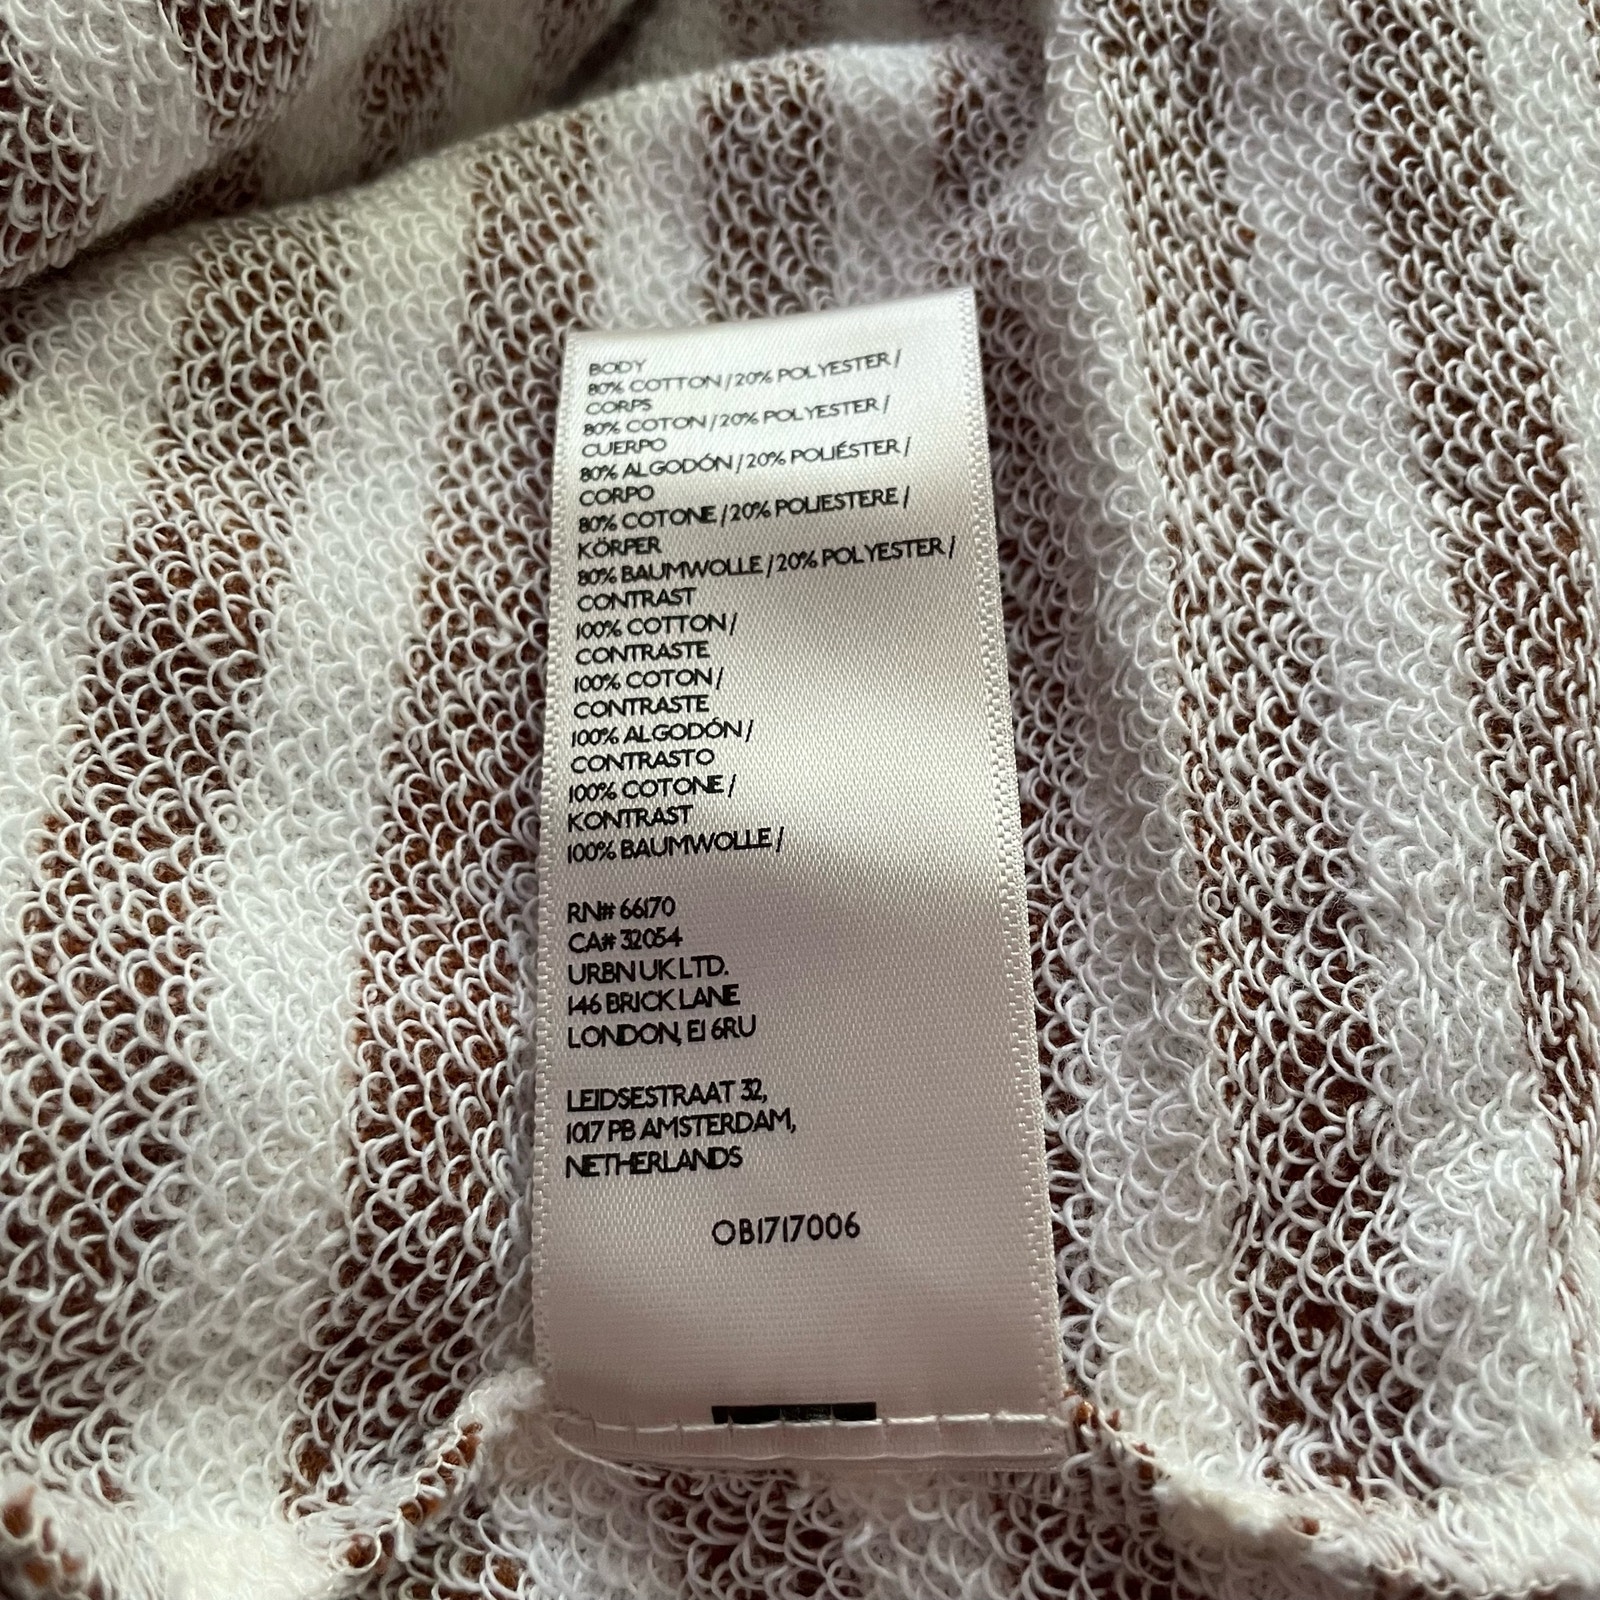 BODY
80% COTTON / 20% POLYESTER /
CORPS
80% COTON / 20% POLYESTER /
CUERPO
80% ALGODÓN / 20% POLIÉSTER /
CORPO
80% COTONE / 20% POLIESTERE /
KÖRPER
80% BAUMWOLLE / 20% POLYESTER /
CONTRAST
100% COTTON /
CONTRASTE
100% COTON /
CONTRASTE
100% ALGODÓN /
CONTRASTO
100% COTONE /
KONTRAST
100% BAUMWOLLE /
RN# 66170
CA# 32054
URBN UK LTD.
146 BRICK LANE
LONDON, E1 6RU
LEIDSESTRAAT 32,
1017 PB AMSTERDAM,
NETHERLANDS
OB1717006